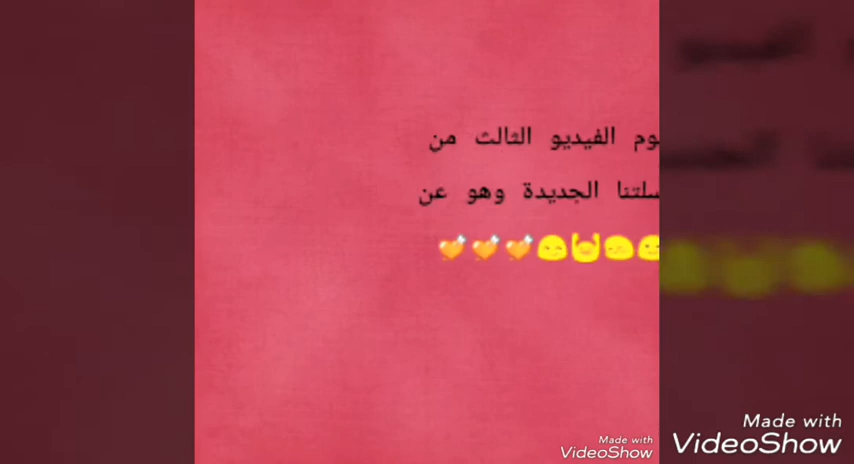 الفيديو الثالث من
الجديدة وهو عن
💘💘💘😊🙌😊😊
Made with
VideoShow
Made with
VideoShow